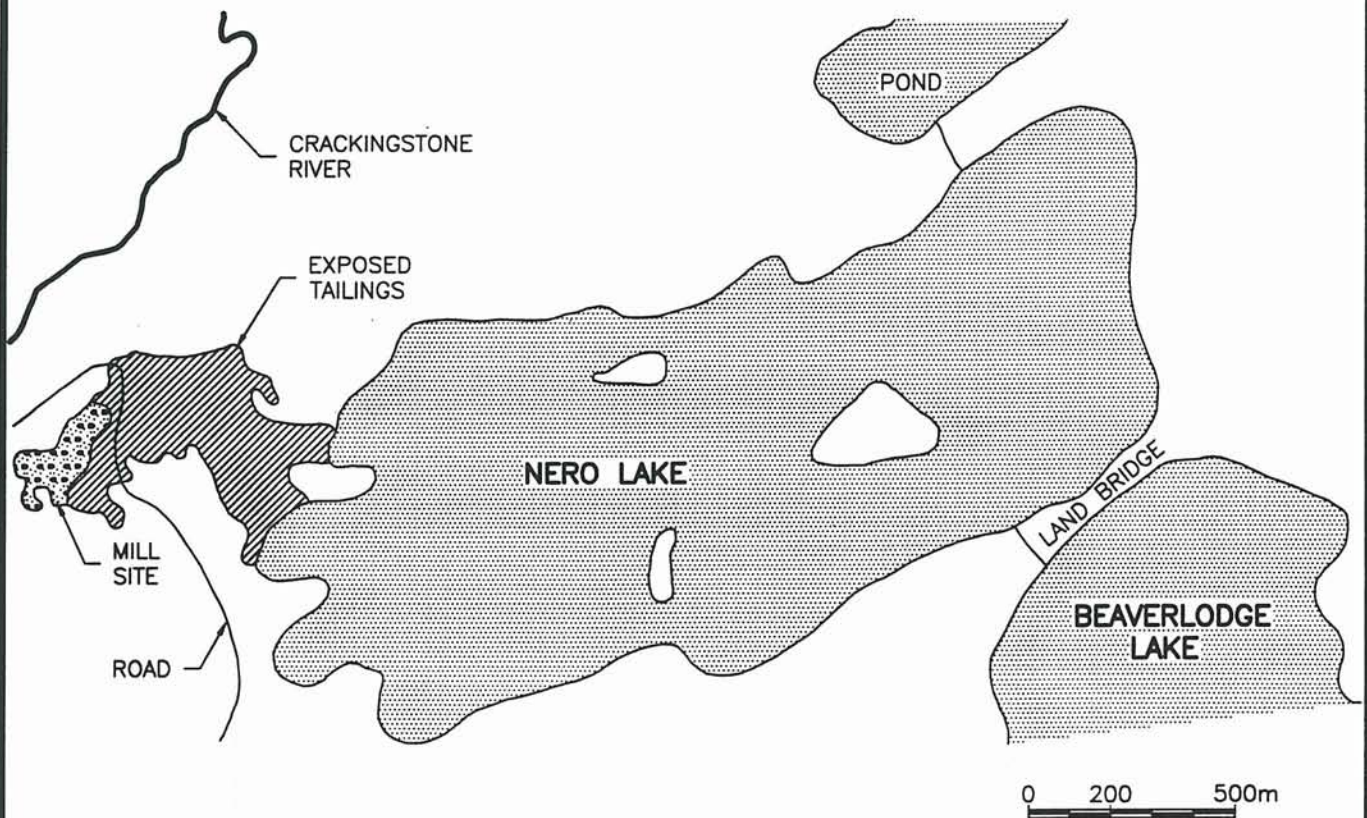 POND
CRACKINGSTONE
RIVER
EXPOSED
TAILINGS
NERO LAKE
LAND BRIDGE
MILL
SITE
BEAVERLODGE
LAKE
ROAD
0 200 500m